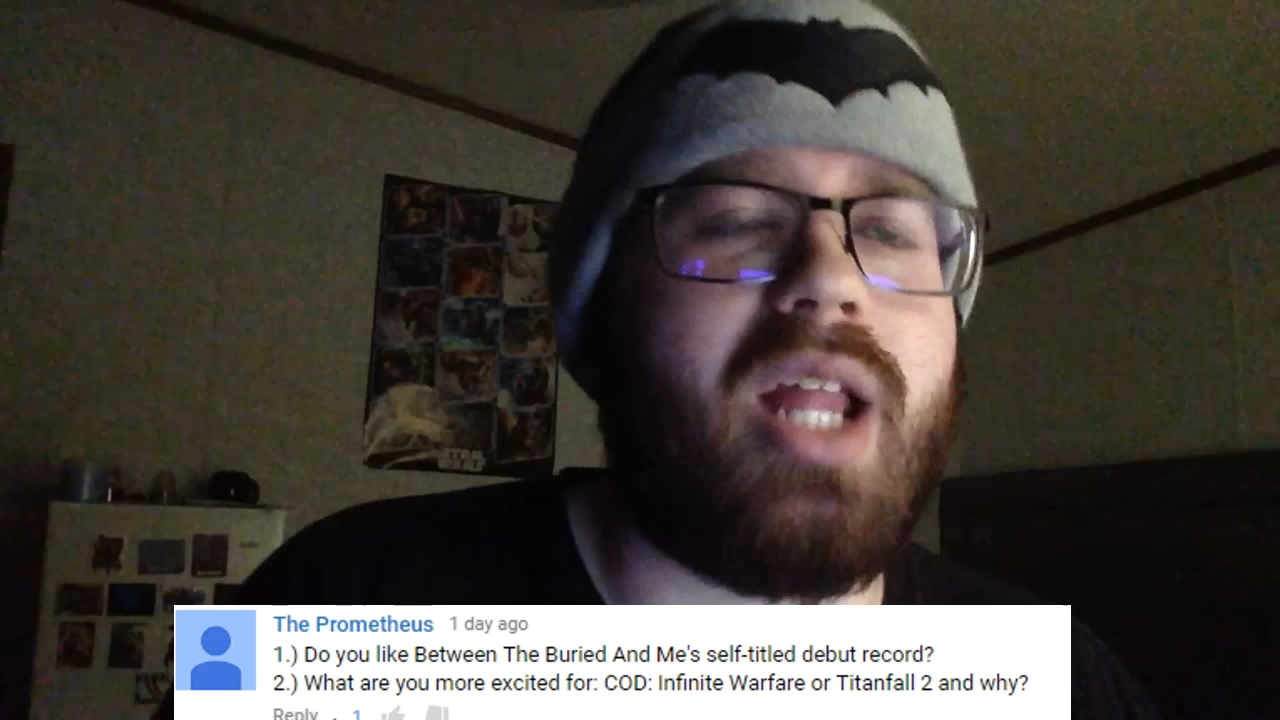 STAR
WARS
The Prometheus 1 day ago
1.) Do you like Between The Buried And Me's self-titled debut record?
2.) What are you more excited for: COD: Infinite Warfare or Titanfall 2 and why?
Reply . 1